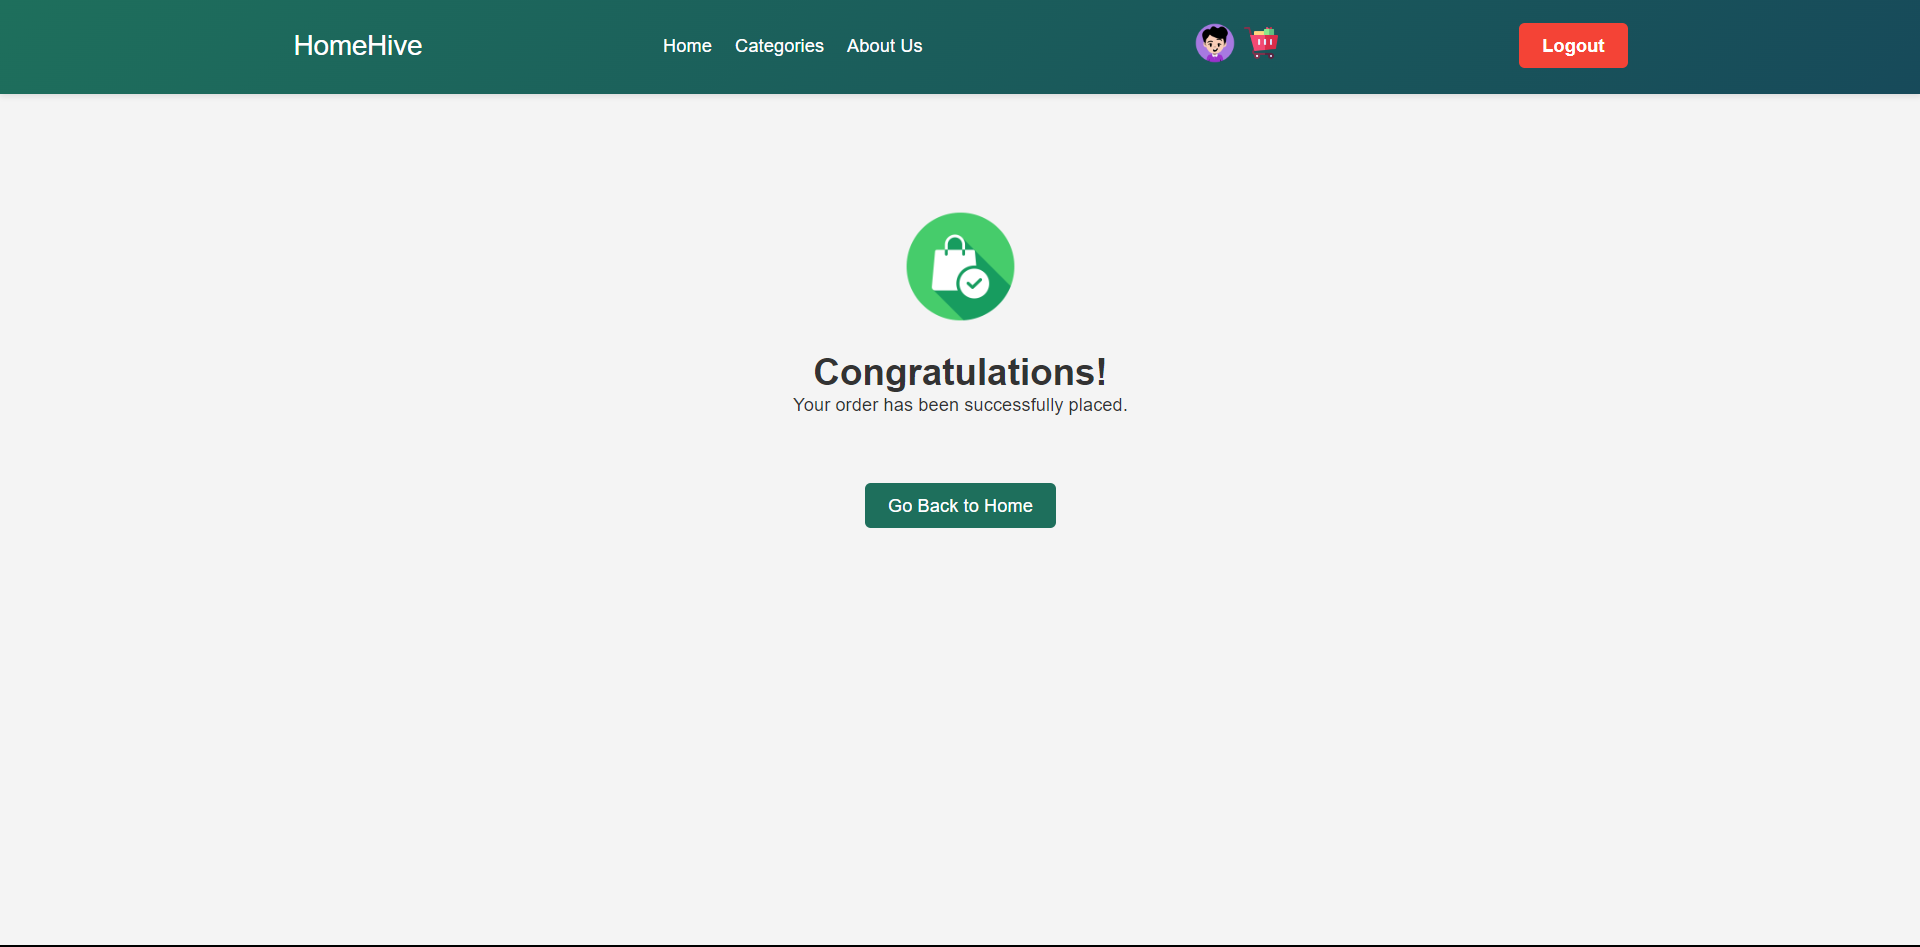 HomeHive
Home Categories About Us
Logout
Congratulations!
Your order has been successfully placed.
Go Back to Home